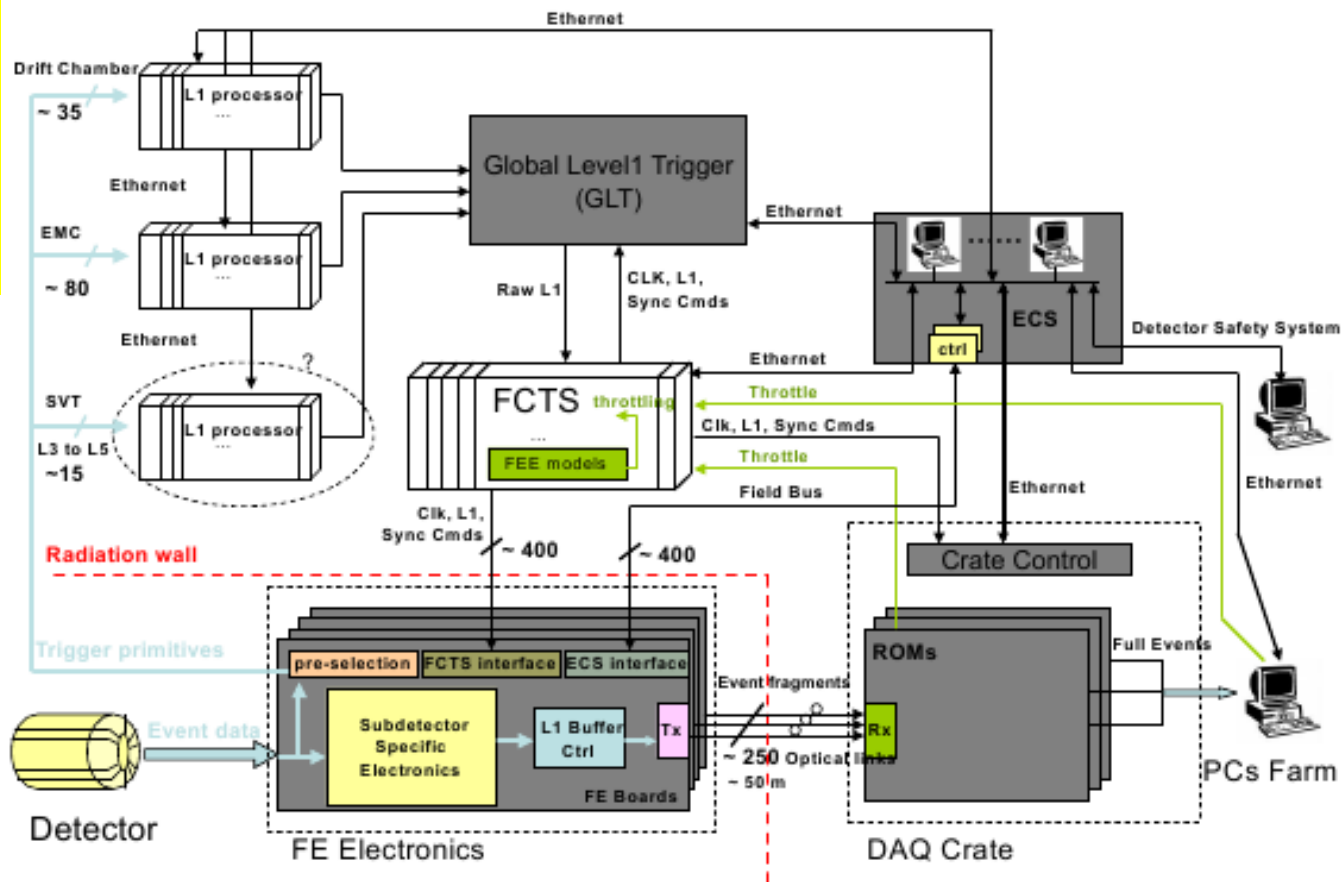 Ethernet
Drift Chamber
L1 processor
...
~ 35
Ethernet
Global Level1 Trigger
(GLT)
Ethernet
EMC
L1 processor
...
~ 80
Raw L1
CLK, L1,
Sync Cmds
ECS
ctrl
Detector Safety System
Ethernet
?
Ethernet
SVT
L1 processor
...
L3 to L5
~15
FCTS
throttling
...
FEE models
Throttle
Clk, L1, Sync Cmds
Throttle
Field Bus
Ethernet
Ethernet
Clk, L1,
Sync Cmds
~ 400
~ 400
Radiation wall
Crate Control
Trigger primitives
pre-selection
FCTS interface
ECS interface
ROMs
Full Events
Event fragments
Event data
Subdetector
Specific
Electronics
L1 Buffer
Ctrl
Tx
Rx
~ 250 Optical links
~ 50 m
FE Boards
PCs Farm
Detector
FE Electronics
DAQ Crate